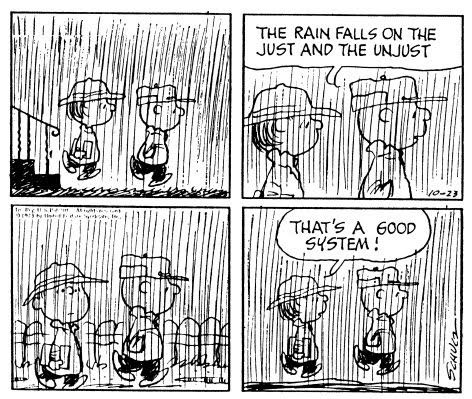 THE RAIN FALLS ON THE
JUST AND THE UNJUST
10-23
THAT'S A GOOD
SYSTEM!
SCHULZ